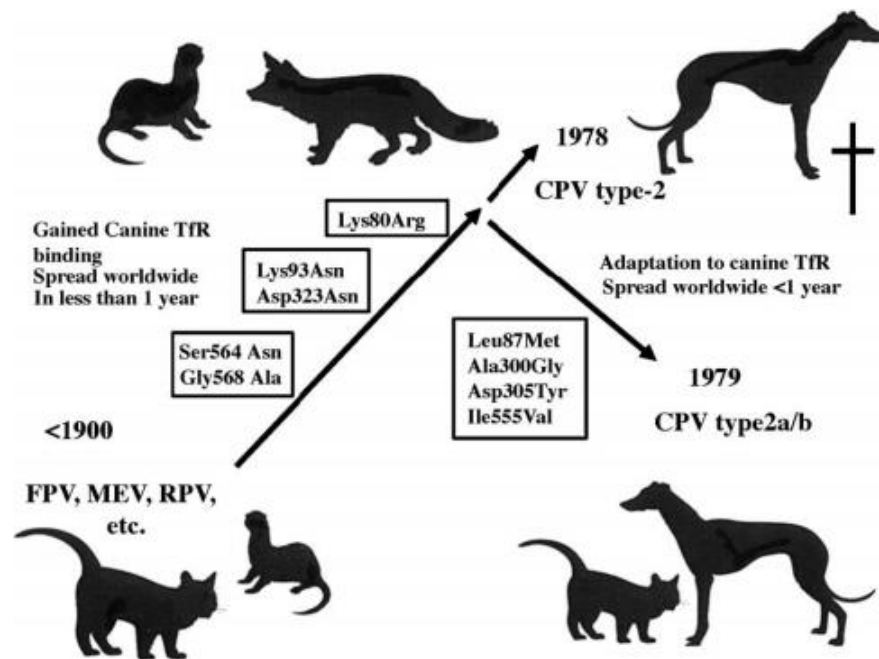 1978
CPV type-2
Lys80Arg
Gained Canine TfR
binding
Spread worldwide
In less than 1 year
Lys93Asn
Asp323Asn
Adaptation to canine TfR
Spread worldwide <1 year
Ser564 Asn
Gly568 Ala
Leu87Met
Ala300Gly
Asp305Tyr
Ile555Val
1979
CPV type2a/b
<1900
FPV, MEV, RPV,
etc.